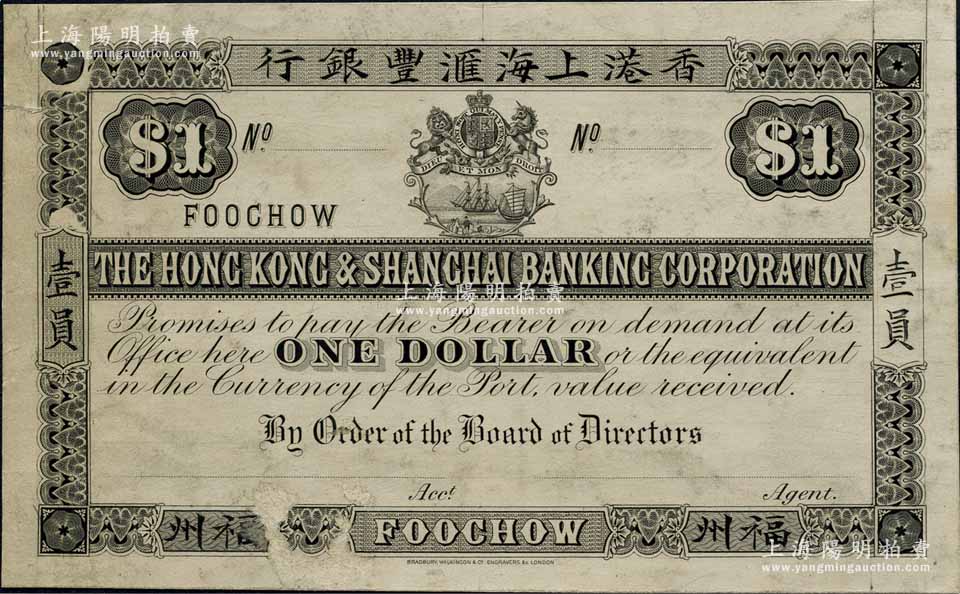 上海陽明拍賣
www.yangmingauction.com
行銀豐滙海上港香
$1 Nº Nº $1
DIEU ET MON DROIT
FOOCHOW
THE HONG KONG & SHANGHAI BANKING CORPORATION
上海陽明拍賣
www.yangmingauction.com
壹員
壹員
Promises to pay the Bearer on demand at its
Office here ONE DOLLAR or the equivalent
in the Currency of the Port, value received.
By Order of the Board of Directors
Acct. Agent.
州福 FOOCHOW 州福
上海陽明拍賣
www.yangmingauction.com
BRADBURY, WILKINSON & Cº. ENGRAVERS &c. LONDON